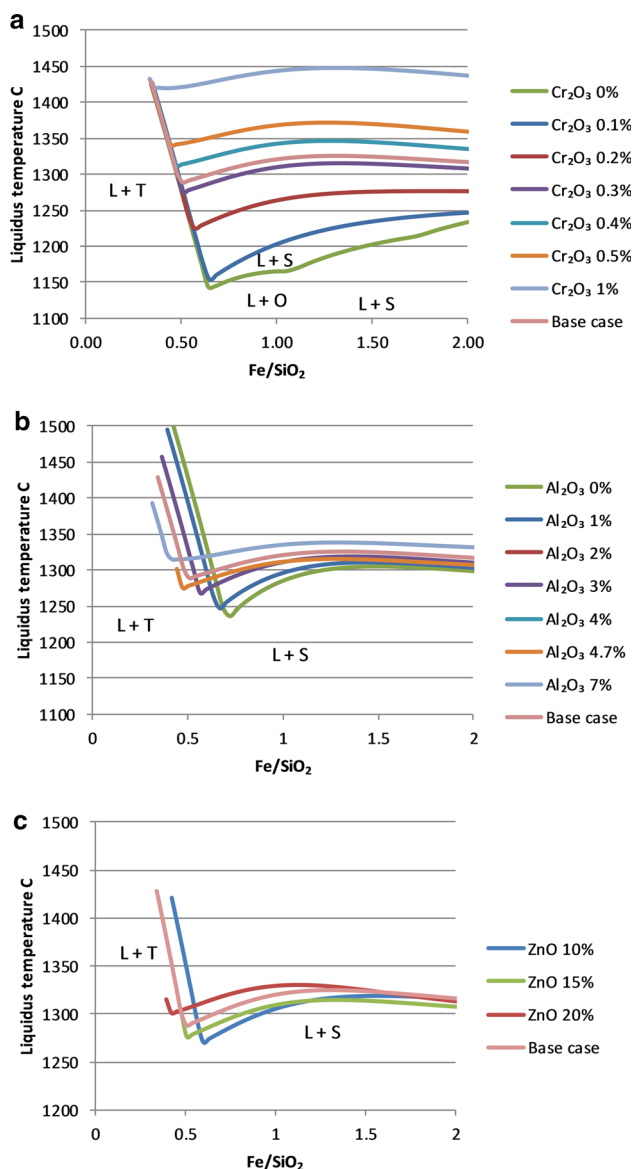 a
1500
1450
1400
1350
1300
1250
1200
1150
1100
0.00 0.50 1.00 1.50 2.00
Liquidus temperature C
Fe/SiO₂
L + T
L + S
L + O
L + S
Cr₂O₃ 0%
Cr₂O₃ 0.1%
Cr₂O₃ 0.2%
Cr₂O₃ 0.3%
Cr₂O₃ 0.4%
Cr₂O₃ 0.5%
Cr₂O₃ 1%
Base case
b
1500
1450
1400
1350
1300
1250
1200
1150
1100
0 0.5 1 1.5 2
Liquidus temperature C
Fe/SiO₂
L + T
L + S
Al₂O₃ 0%
Al₂O₃ 1%
Al₂O₃ 2%
Al₂O₃ 3%
Al₂O₃ 4%
Al₂O₃ 4.7%
Al₂O₃ 7%
Base case
c
1500
1450
1400
1350
1300
1250
1200
0 0.5 1 1.5 2
Liquidus temperature C
Fe/SiO₂
L + T
L + S
ZnO 10%
ZnO 15%
ZnO 20%
Base case